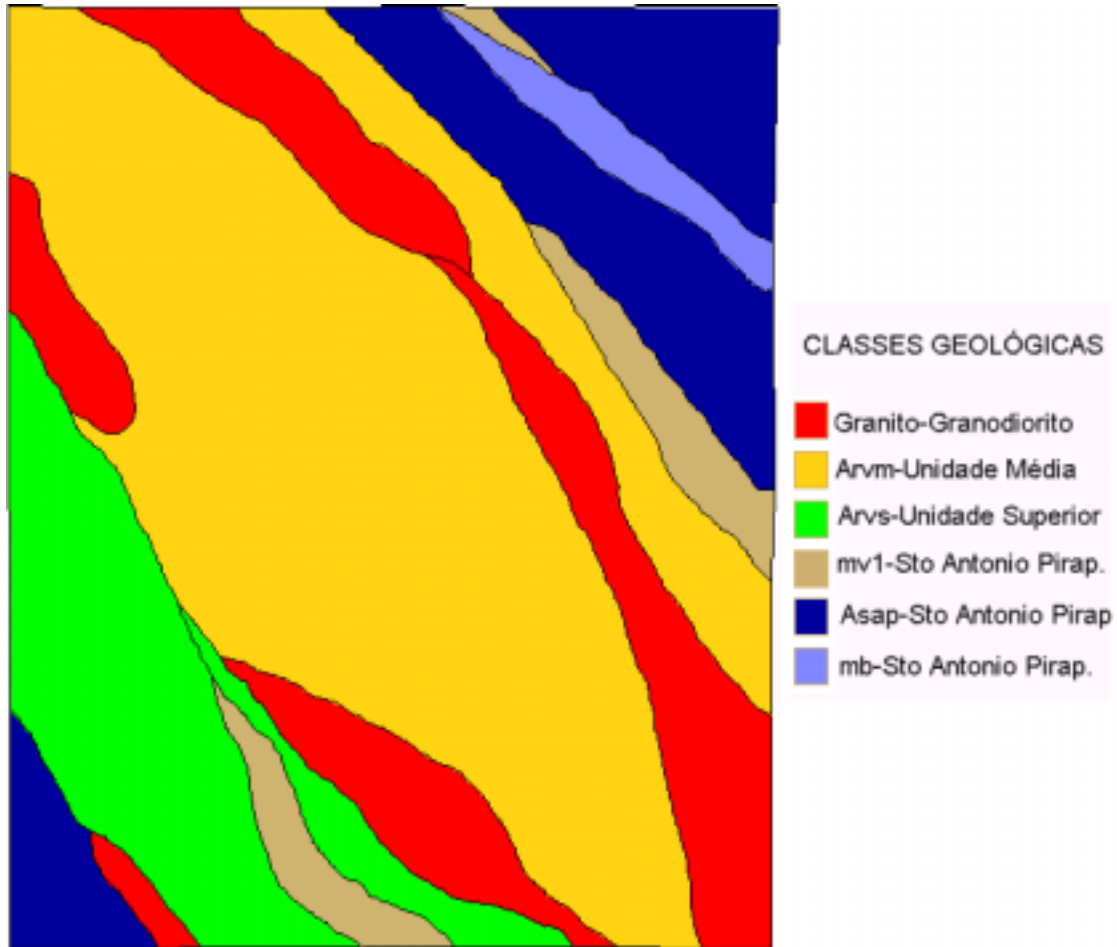 CLASSES GEOLÓGICAS
Granito-Granodiorito
Arvm-Unidade Média
Arvs-Unidade Superior
mv1-Sto Antonio Pirap.
Asap-Sto Antonio Pirap
mb-Sto Antonio Pirap.